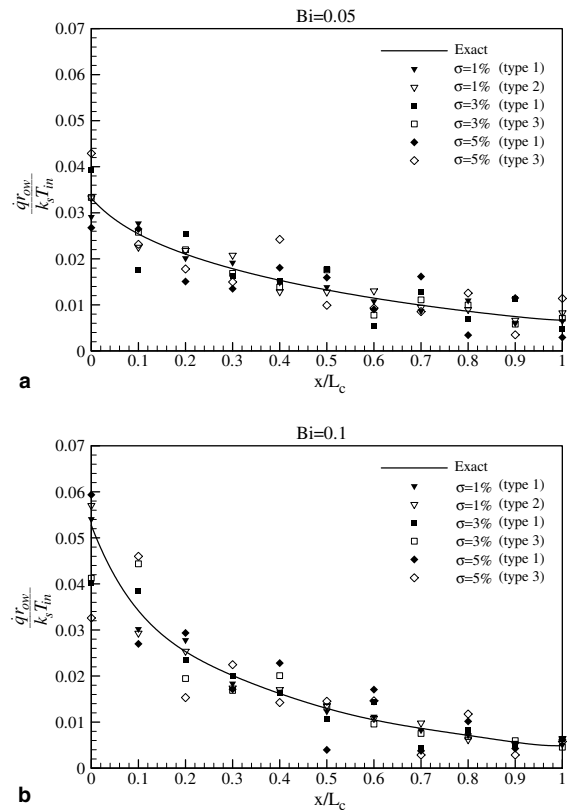 Bi=0.05
0.07
0.06
0.05
0.04
0.03
0.02
0.01
0
q̇r_ow
k_sT_in
Exact
σ=1% (type 1)
σ=1% (type 2)
σ=3% (type 1)
σ=3% (type 3)
σ=5% (type 1)
σ=5% (type 3)
0 0.1 0.2 0.3 0.4 0.5 0.6 0.7 0.8 0.9 1
x/L_c
a
Bi=0.1
0.07
0.06
0.05
0.04
0.03
0.02
0.01
0
q̇r_ow
k_sT_in
Exact
σ=1% (type 1)
σ=1% (type 2)
σ=3% (type 1)
σ=3% (type 3)
σ=5% (type 1)
σ=5% (type 3)
0 0.1 0.2 0.3 0.4 0.5 0.6 0.7 0.8 0.9 1
x/L_c
b